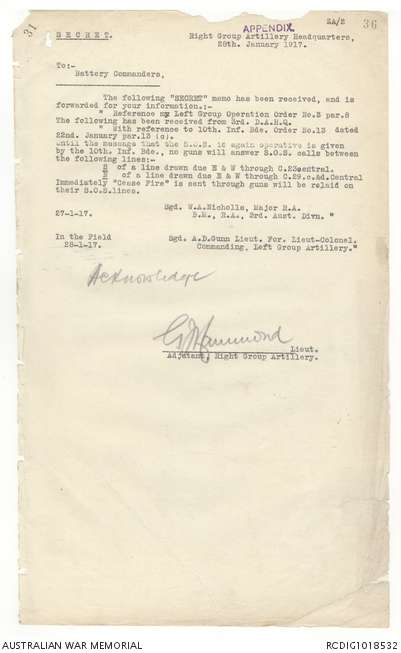 31
APPENDIX
2A/2
36
SECRET.
Right Group Artillery Headquarters,
28th. January 1917.
To:-
Battery Commanders,
The following "SECRET" memo has been received, and is
forwarded for your information.:-
" Reference my Left Group Operation Order No.3 par.8
The following has been received from 3rd. D.A.HQ.
" With reference to 10th. Inf. Bde. Order No.13 dated
22nd. January par.13 (c).
Until the message that the S.O.S. is again operative is given
by the 10th. Inf. Bde., no guns will answer S.O.S. calls between
the following lines:-
of a line drawn due E & W through C.23central.
of a line drawn due E & W through C.29.c.Ad.Central
Immediately "Cease Fire" is sent through guns will be relaid on
their S.O.S.lines.
Sgd. W.A.Nicholls, Major R.A.
27-1-17. B.M., R.A., 3rd. Aust. Divn. "
In the Field Sgd. A.D.Gunn Lieut. For. Lieut-Colonel.
28-1-17. Commanding, Left Group Artillery."
Acknowledge
Hammond
Lieut.
Adjutant, Right Group Artillery.
AUSTRALIAN WAR MEMORIAL
RCDIG1018532